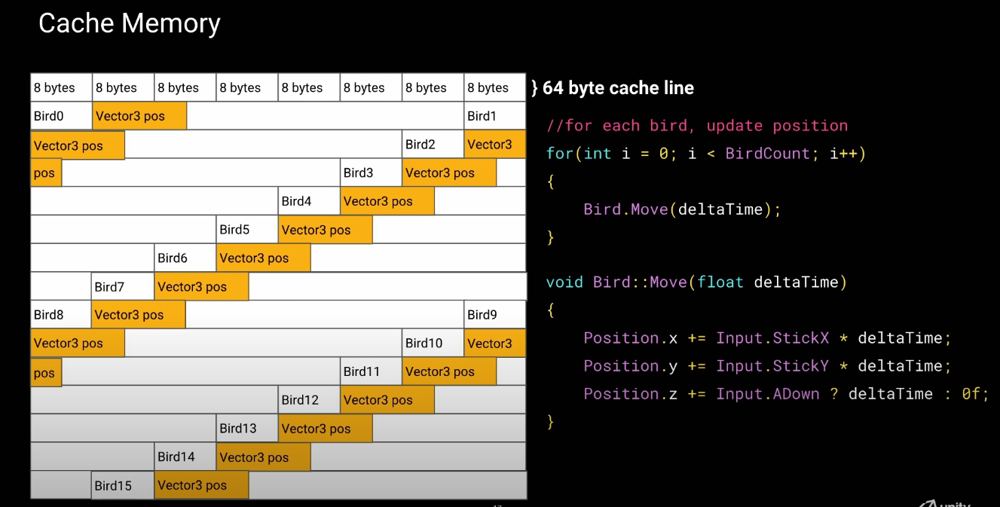 Cache Memory
8 bytes 8 bytes 8 bytes 8 bytes 8 bytes 8 bytes 8 bytes 8 bytes
Bird0 Vector3 pos Bird1
Vector3 pos Bird2 Vector3
pos Bird3 Vector3 pos
Bird4 Vector3 pos
Bird5 Vector3 pos
Bird6 Vector3 pos
Bird7 Vector3 pos
Bird8 Vector3 pos Bird9
Vector3 pos Bird10 Vector3
pos Bird11 Vector3 pos
Bird12 Vector3 pos
Bird13 Vector3 pos
Bird14 Vector3 pos
Bird15 Vector3 pos
} 64 byte cache line
//for each bird, update position
for(int i = 0; i < BirdCount; i++)
{
Bird.Move(deltaTime);
}
void Bird::Move(float deltaTime)
{
Position.x += Input.StickX * deltaTime;
Position.y += Input.StickY * deltaTime;
Position.z += Input.ADown ? deltaTime : 0f;
}